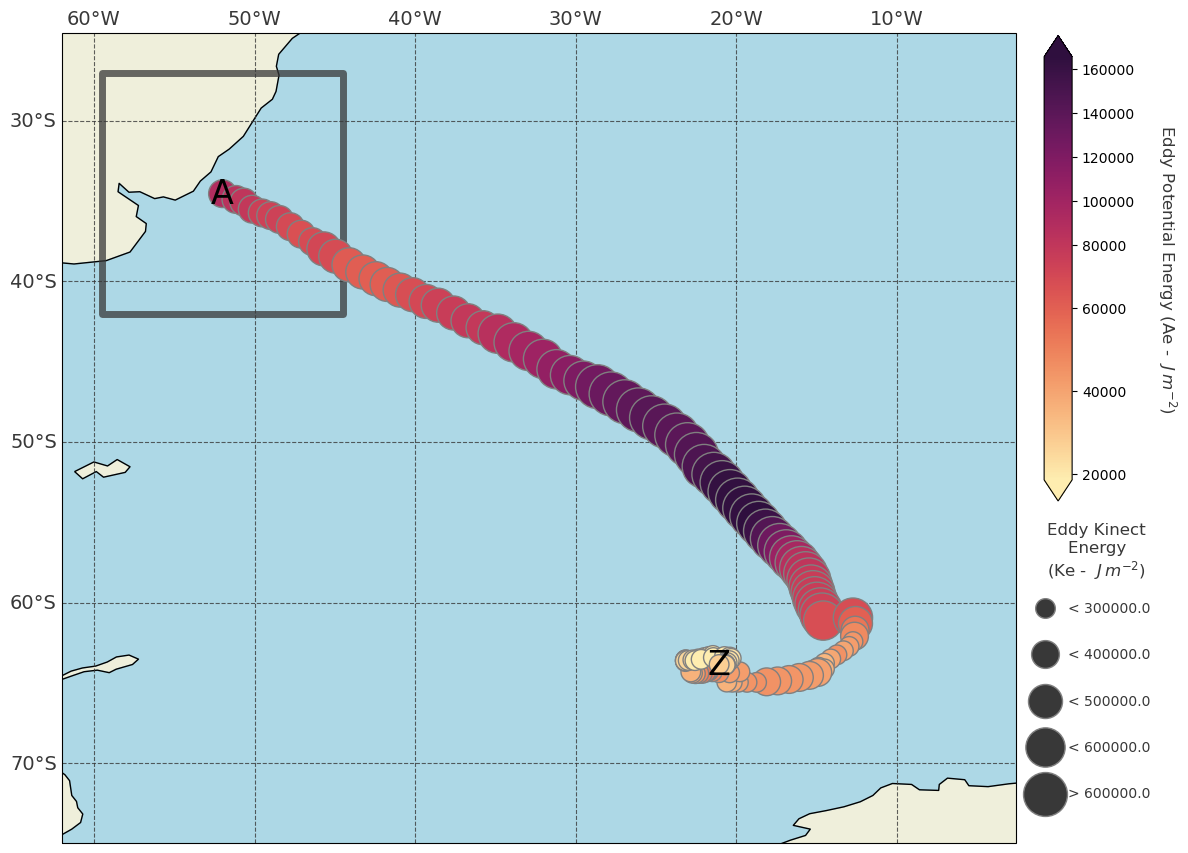 60°W 50°W 40°W 30°W 20°W 10°W
30°S
40°S
50°S
60°S
70°S
A
Z
160000
140000
120000
100000
80000
60000
40000
20000
Eddy Potential Energy (Ae - J m⁻²)
Eddy Kinect
Energy
(Ke - J m⁻²)
< 300000.0
< 400000.0
< 500000.0
< 600000.0
> 600000.0